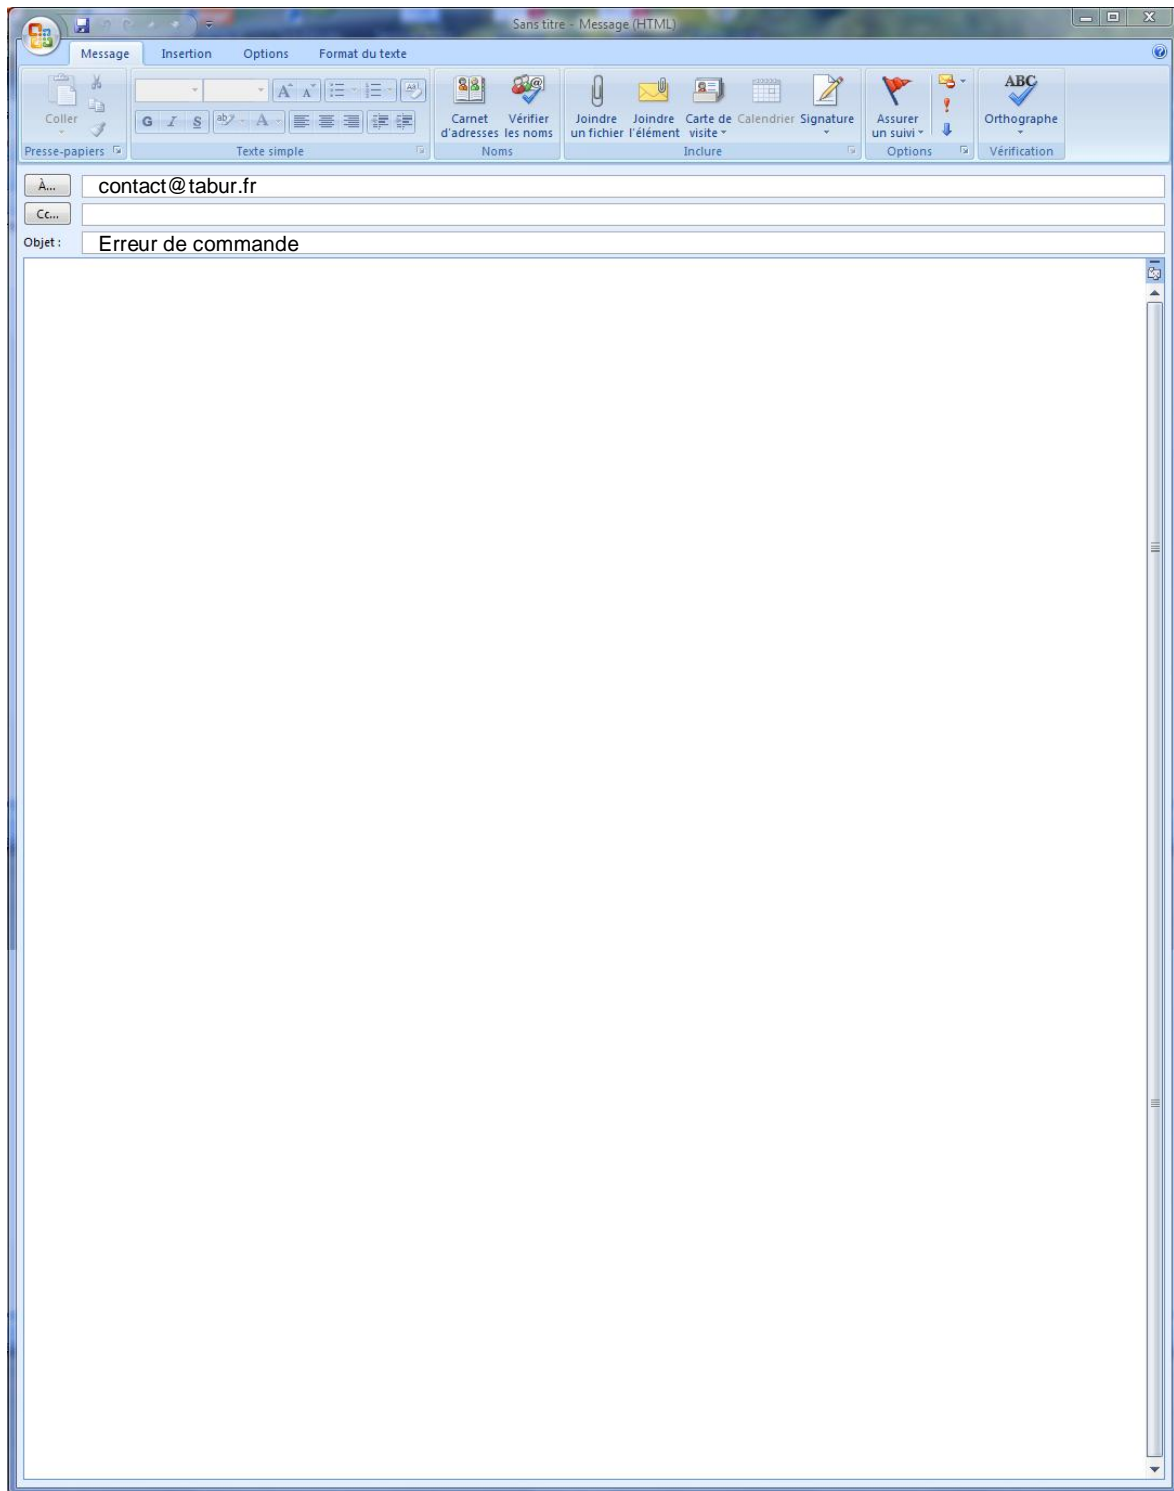 Sans titre - Message (HTML)
Message Insertion Options Format du texte
Coller
G I S ab A
Carnet d'adresses
Vérifier les noms
Joindre un fichier
Joindre l'élément
Carte de visite
Calendrier
Signature
Assurer un suivi
ABC
Orthographe
Presse-papiers Texte simple Noms Inclure Options Vérification
À... contact@tabur.fr
Cc...
Objet : Erreur de commande